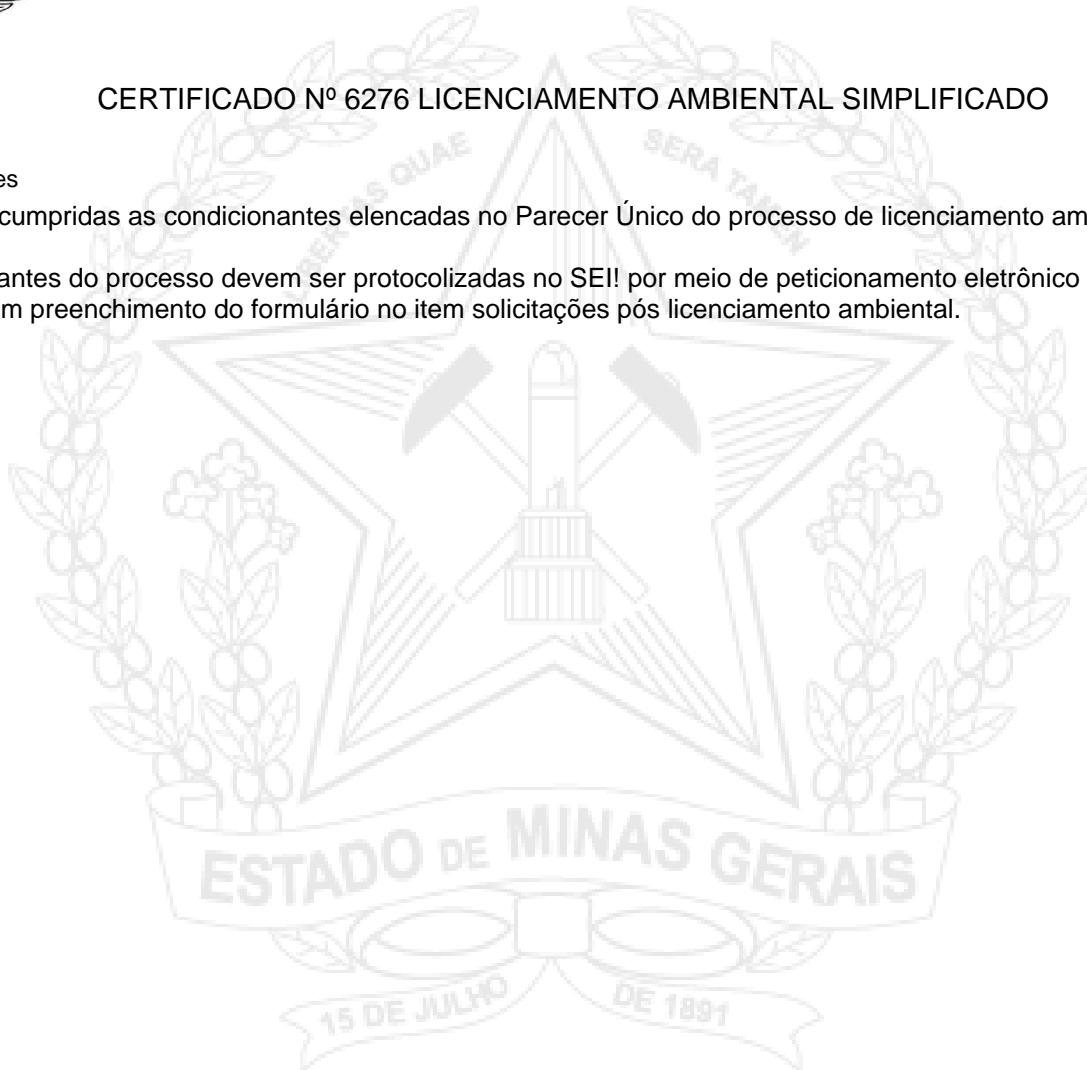 CERTIFICADO Nº 6276 LICENCIAMENTO AMBIENTAL SIMPLIFICADO
LIBERTAS QUAE SERA TAMEN
es
cumpridas as condicionantes elencadas no Parecer Único do processo de licenciamento am
antes do processo devem ser protocolizadas no SEI! por meio de peticionamento eletrônico
m preenchimento do formulário no item solicitações pós licenciamento ambiental.
ESTADO DE MINAS GERAIS
15 DE JULHO DE 1891